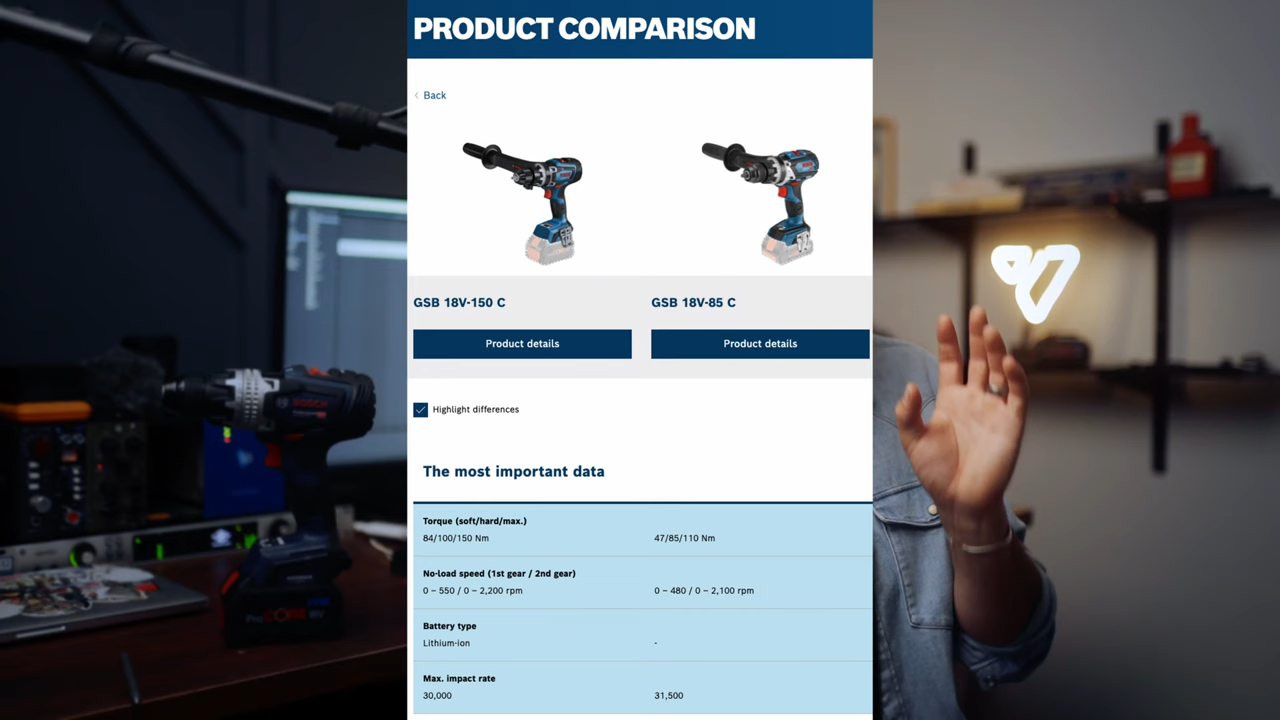 PRODUCT COMPARISON
Back
GSB 18V-150 C
GSB 18V-85 C
Product details
Product details
Highlight differences
The most important data
Torque (soft/hard/max.)
84/100/150 Nm
47/85/110 Nm
No-load speed (1st gear / 2nd gear)
0 – 550 / 0 – 2,200 rpm
0 – 480 / 0 – 2,100 rpm
Battery type
Lithium-ion
-
Max. impact rate
30,000
31,500
BOSCH
ProCORE 18V